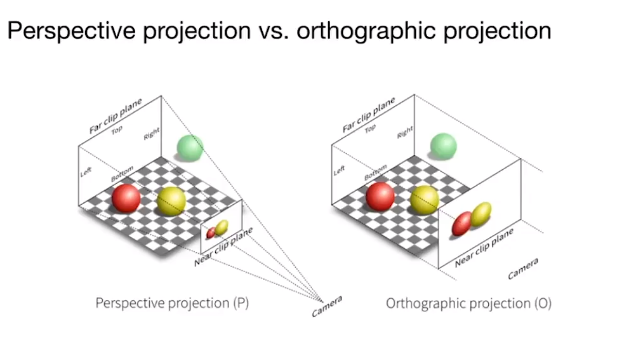 Perspective projection vs. orthographic projection
Far clip plane
Top
Right
Left
Bottom
Near clip plane
Camera
Perspective projection (P)
Far clip plane
Top
Right
Left
Bottom
Near clip plane
Camera
Orthographic projection (O)